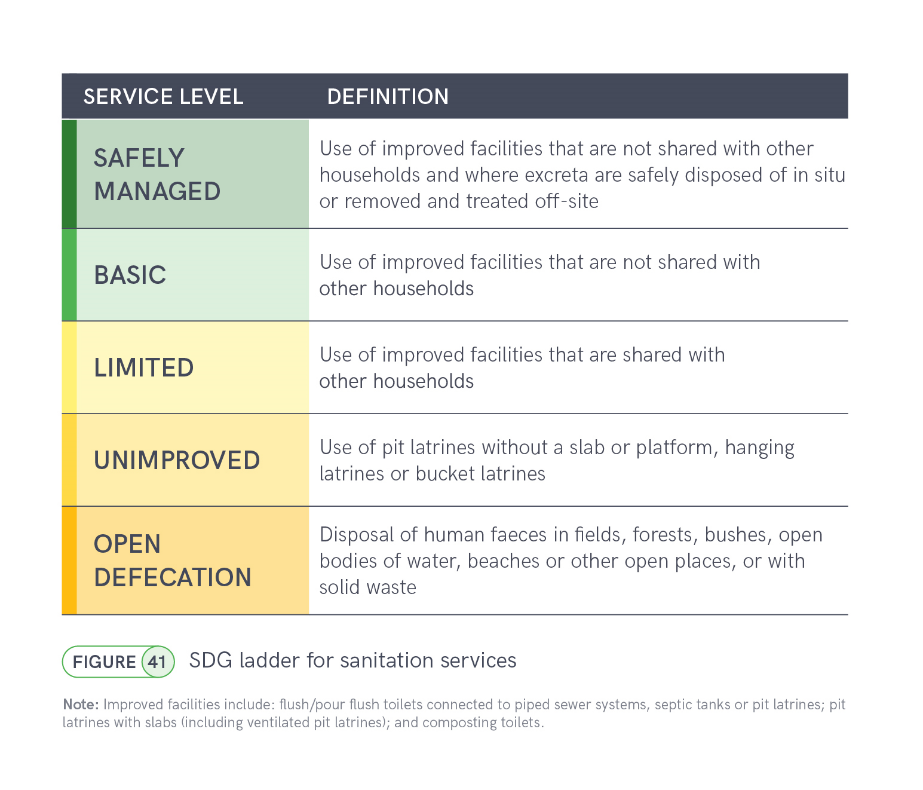 SERVICE LEVEL DEFINITION
SAFELY
MANAGED
Use of improved facilities that are not shared with other
households and where excreta are safely disposed of in situ
or removed and treated off-site
BASIC
Use of improved facilities that are not shared with
other households
LIMITED
Use of improved facilities that are shared with
other households
UNIMPROVED
Use of pit latrines without a slab or platform, hanging
latrines or bucket latrines
OPEN
DEFECATION
Disposal of human faeces in fields, forests, bushes, open
bodies of water, beaches or other open places, or with
solid waste
FIGURE 41 SDG ladder for sanitation services
Note: Improved facilities include: flush/pour flush toilets connected to piped sewer systems, septic tanks or pit latrines; pit
latrines with slabs (including ventilated pit latrines); and composting toilets.